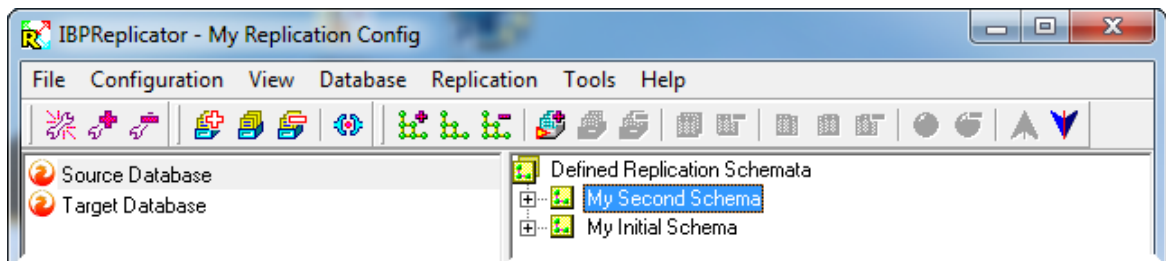 IBPReplicator - My Replication Config
File Configuration View Database Replication Tools Help
Source Database
Target Database
Defined Replication Schemata
My Second Schema
My Initial Schema